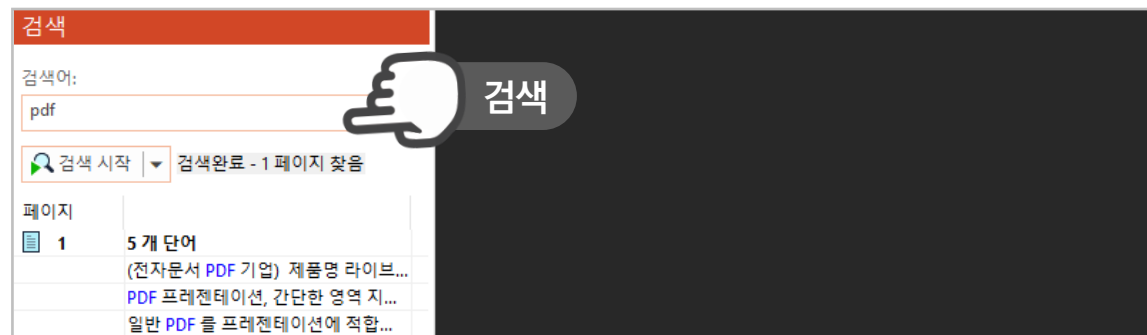 검색
검색어:
pdf
검색
검색 시작
검색완료 - 1 페이지 찾음
페이지
1 5 개 단어
(전자문서 PDF 기업) 제품명 라이브...
PDF 프레젠테이션, 간단한 영역 지...
일반 PDF 를 프레젠테이션에 적합...